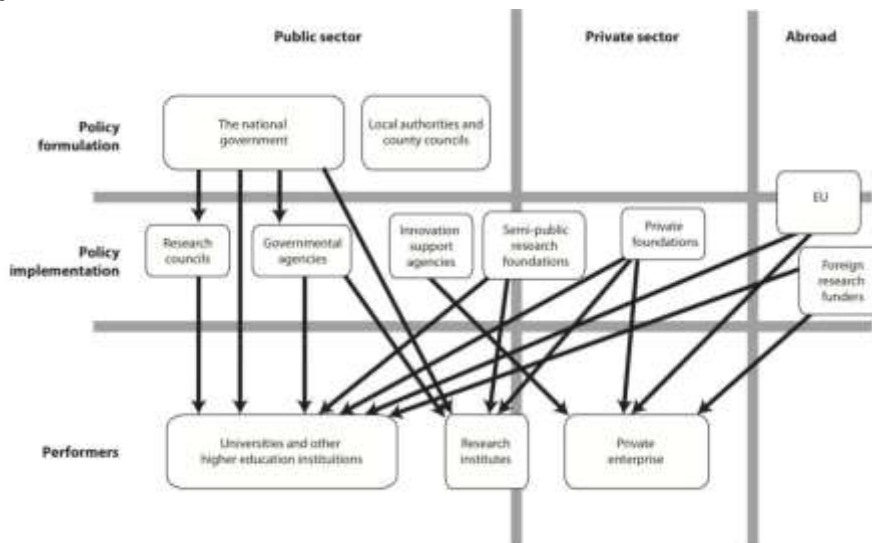 Public sector
Private sector
Abroad
Policy
formulation
The national
government
Local authorities and
county councils
EU
Policy
implementation
Research
councils
Governmental
agencies
Innovation
support
agencies
Semi-public
research
foundations
Private
foundations
Foreign
research
funders
Performers
Universities and other
higher education instituitions
Research
institutes
Private
enterprise